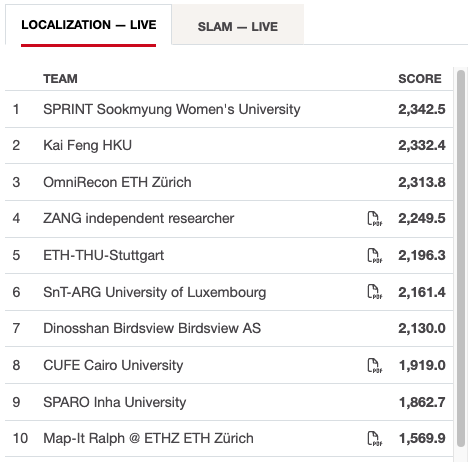 LOCALIZATION — LIVE
SLAM — LIVE
TEAM SCORE
1 SPRINT Sookmyung Women's University 2,342.5
2 Kai Feng HKU 2,332.4
3 OmniRecon ETH Zürich 2,313.8
4 ZANG independent researcher PDF 2,249.5
5 ETH-THU-Stuttgart PDF 2,196.3
6 SnT-ARG University of Luxembourg PDF 2,161.4
7 Dinosshan Birdsview Birdsview AS 2,130.0
8 CUFE Cairo University PDF 1,919.0
9 SPARO Inha University 1,862.7
10 Map-It Ralph @ ETHZ ETH Zürich PDF 1,569.9